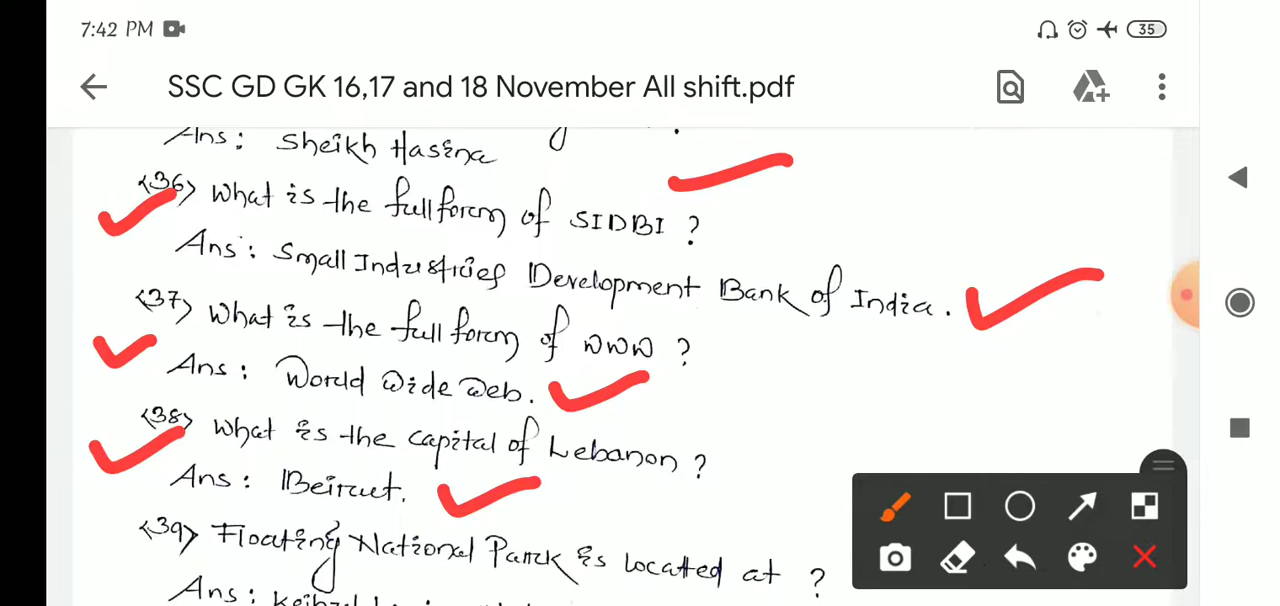 7:42 PM
35
SSC GD GK 16,17 and 18 November All shift.pdf
Ans: Sheikh Hasina
<36> What is the full form of SIDBI ?
Ans: Small Industries Development Bank of India.
<37> What is the full form of WWW ?
Ans: World Wide Web.
<38> What is the capital of Lebanon ?
Ans: Beirut.
<39> Floating National Park is located at ?
Ans: